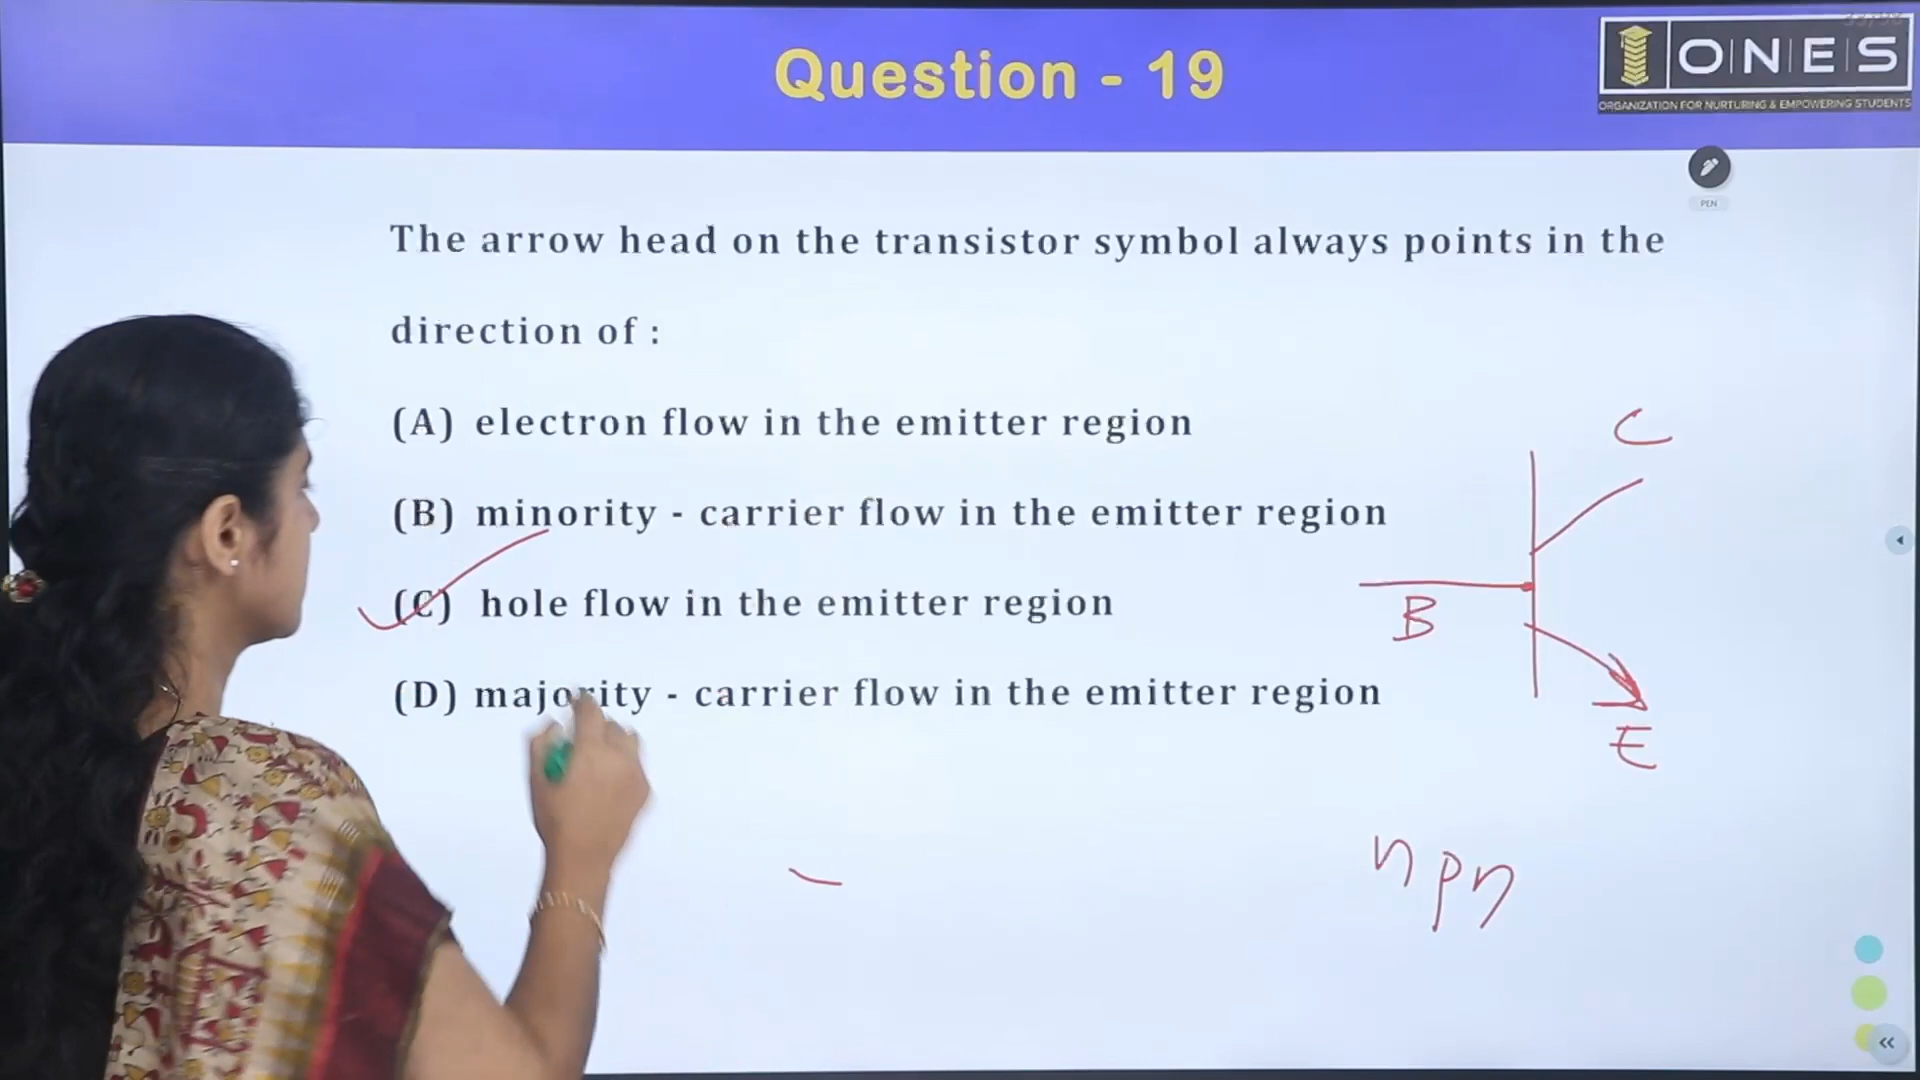 Question - 19
ONES
ORGANIZATION FOR NURTURING & EMPOWERING STUDENTS
PEN
The arrow head on the transistor symbol always points in the
direction of :
(A) electron flow in the emitter region
(B) minority - carrier flow in the emitter region
(C) hole flow in the emitter region
(D) majority - carrier flow in the emitter region
C
B
E
npn